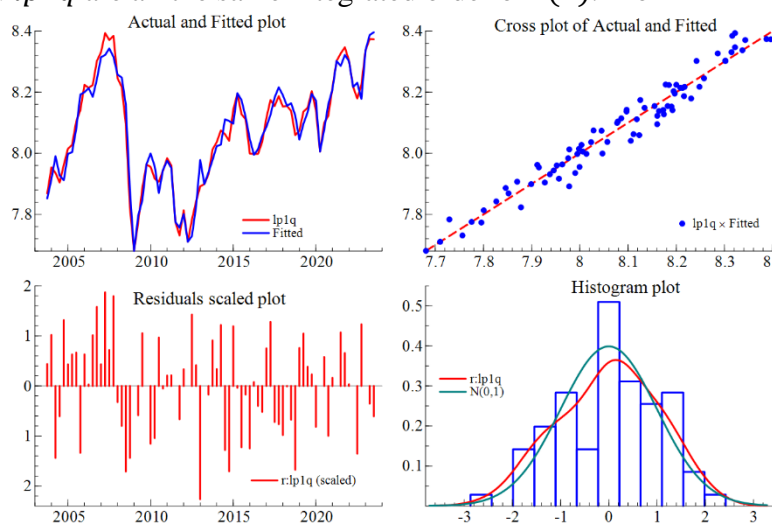 Actual and Fitted plot
8.4
8.2
8.0
7.8
lp1q
Fitted
2005 2010 2015 2020
Cross plot of Actual and Fitted
8.4
8.2
8.0
7.8
lp1q × Fitted
7.7 7.8 7.9 8 8.1 8.2 8.3
Residuals scaled plot
2
1
0
1
2
r:lp1q (scaled)
2005 2010 2015 2020
Histogram plot
0.5
0.4
0.3
0.2
0.1
r:lp1q
N(0,1)
-3 -2 -1 0 1 2 3